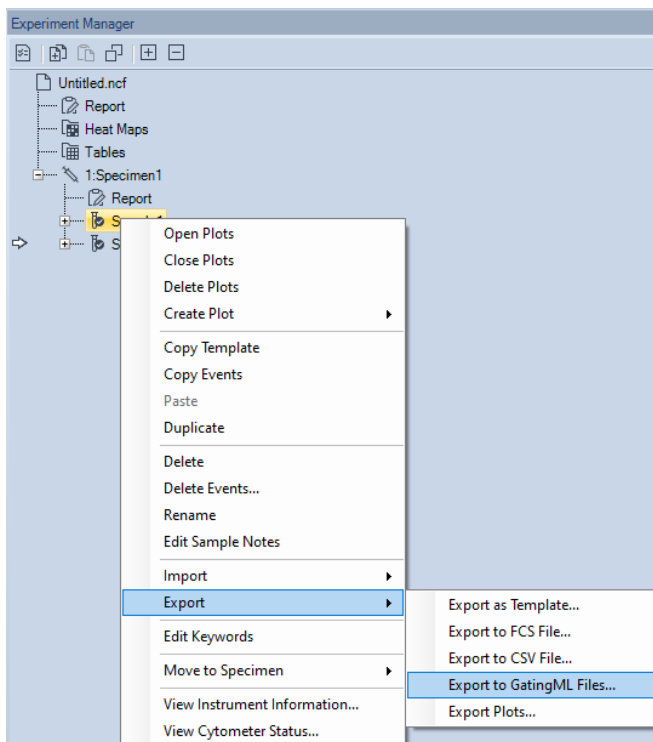 Experiment Manager
Untitled.ncf
Report
Heat Maps
Tables
1:Specimen1
Report
Open Plots
Close Plots
Delete Plots
Create Plot
Copy Template
Copy Events
Paste
Duplicate
Delete
Delete Events...
Rename
Edit Sample Notes
Import
Export
Edit Keywords
Move to Specimen
View Instrument Information...
View Cytometer Status...
Export as Template...
Export to FCS File...
Export to CSV File...
Export to GatingML Files...
Export Plots...